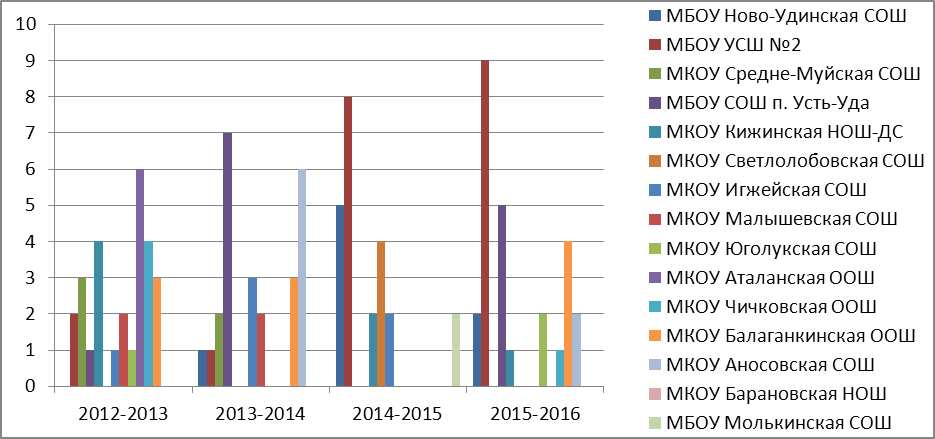 10
9
8
7
6
5
4
3
2
1
0
2012-2013
2013-2014
2014-2015
2015-2016
МБОУ Ново-Удинская СОШ
МБОУ УСШ №2
МКОУ Средне-Муйская СОШ
МБОУ СОШ п. Усть-Уда
МКОУ Кижинская НОШ-ДС
МКОУ Светлолобовская СОШ
МКОУ Игжейская СОШ
МКОУ Малышевская СОШ
МКОУ Юголукская СОШ
МКОУ Аталанская ООШ
МКОУ Чичковская ООШ
МКОУ Балаганкинская ООШ
МКОУ Аносовская СОШ
МКОУ Барановская НОШ
МБОУ Молькинская СОШ